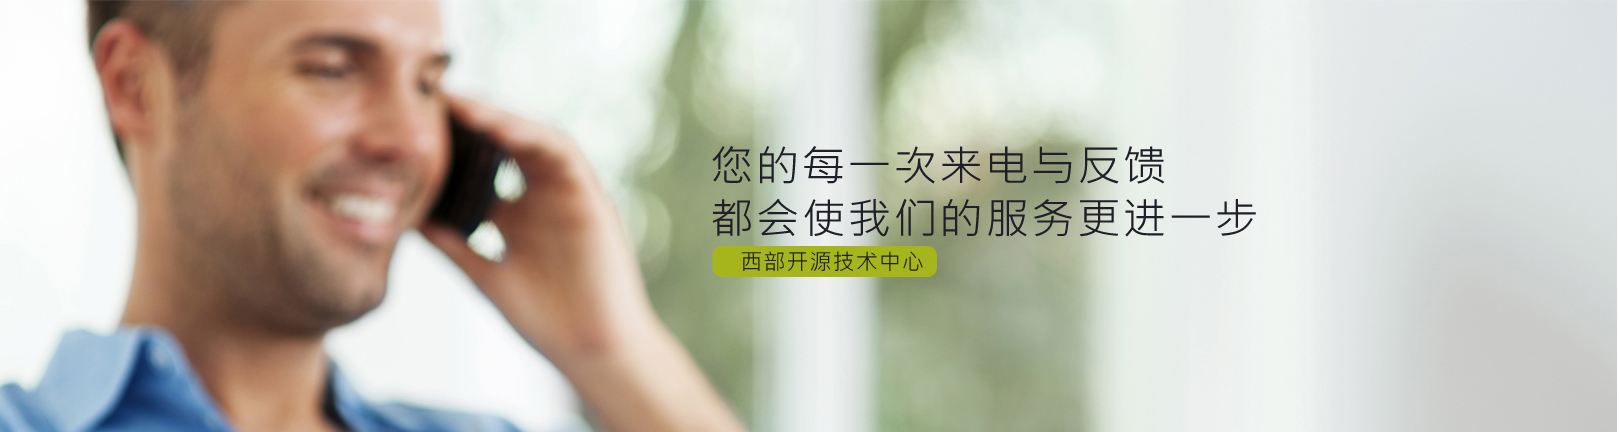 您的每一次来电与反馈
都会使我们的服务更进一步
西部开源技术中心